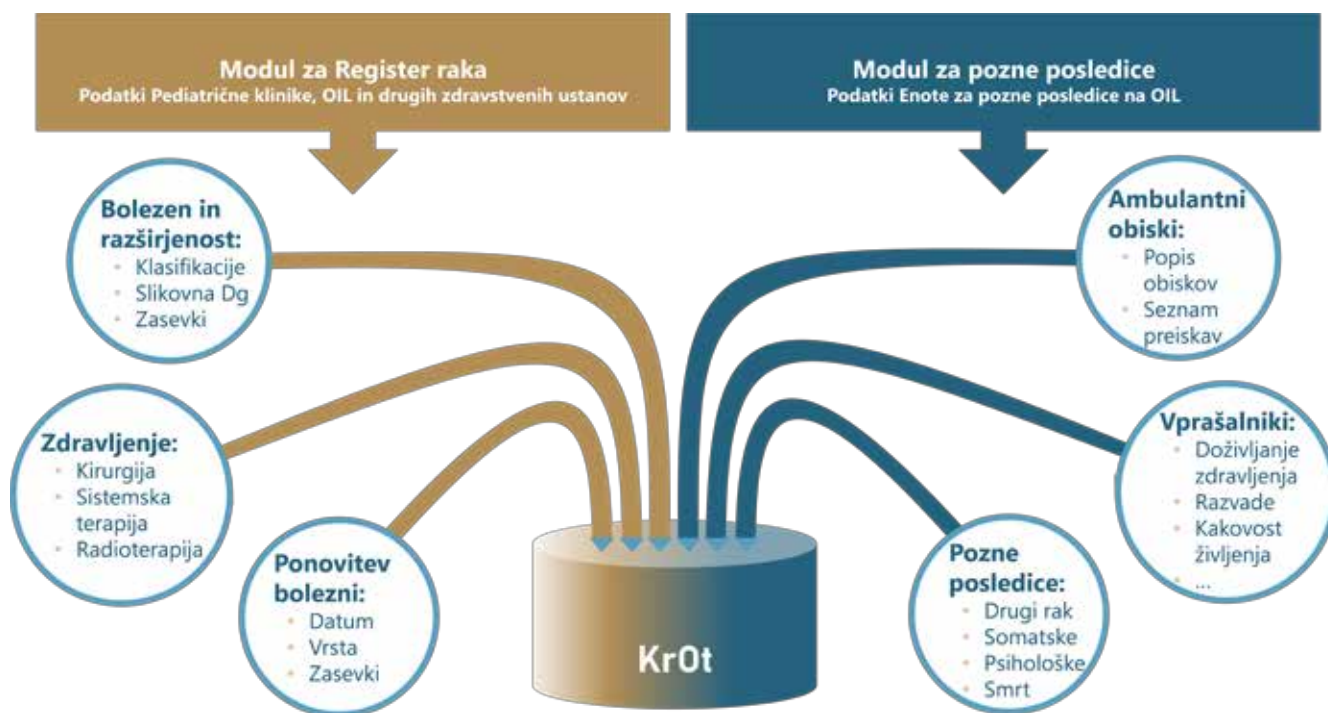 Modul za Register raka
Podatki Pediatrične klinike, OIL in drugih zdravstvenih ustanov
Modul za pozne posledice
Podatki Enote za pozne posledice na OIL
Bolezen in
razširjenost:
Klasifikacije
Slikovna Dg
Zasevki
Zdravljenje:
Kirurgija
Sistemska
terapija
Radioterapija
Ponovitev
bolezni:
Datum
Vrsta
Zasevki
Ambulantni
obiski:
Popis
obiskov
Seznam
preiskav
Vprašalniki:
Doživljanje
zdravljenja
Razvade
Kakovost
življenja
...
Pozne
posledice:
Drugi rak
Somatske
Psihološke
Smrt
KrOt